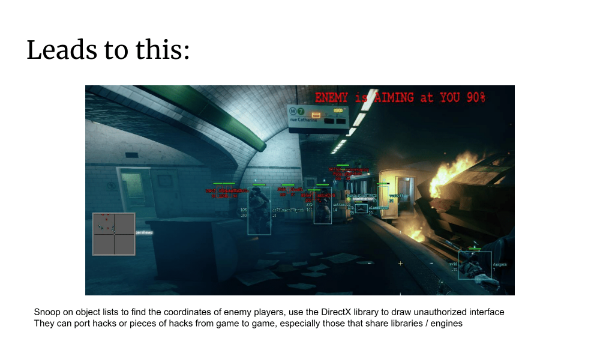 Leads to this:
ENEMY is AIMING at YOU 90%
Snoop on object lists to find the coordinates of enemy players, use the DirectX library to draw unauthorized interface
They can port hacks or pieces of hacks from game to game, especially those that share libraries / engines